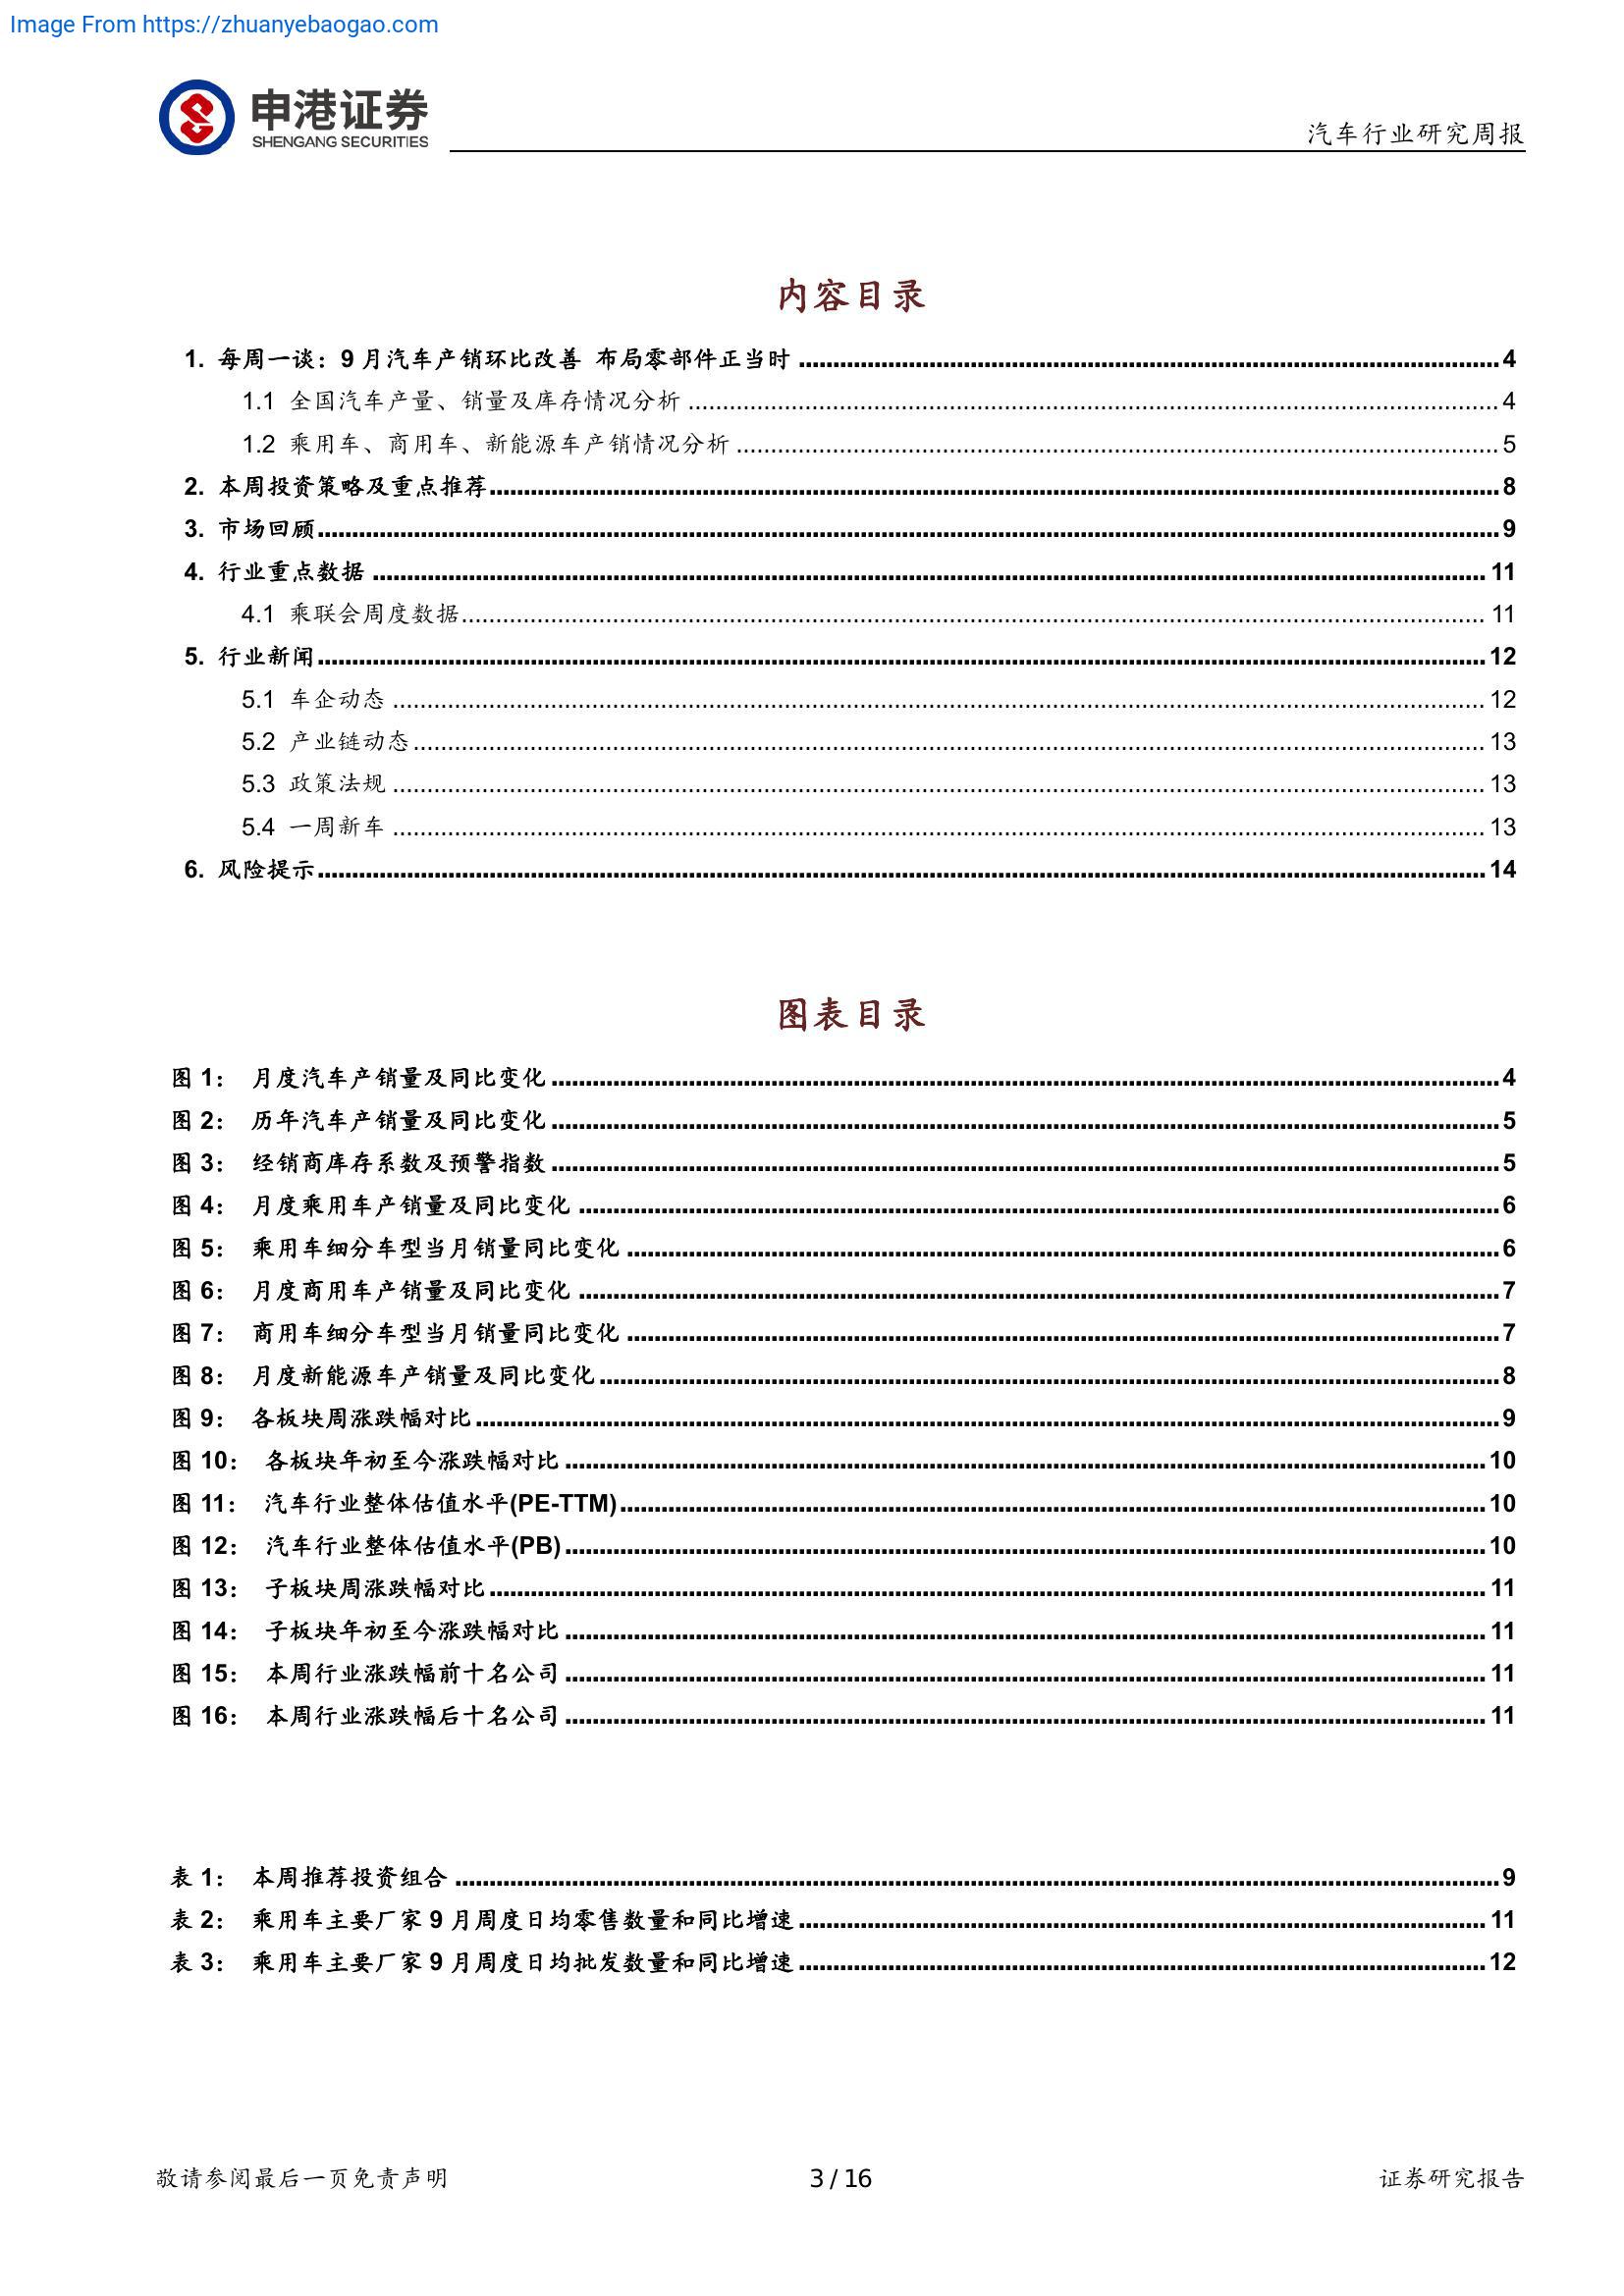 Image From https://zhuanyebaogao.com
申港证券
SHENGANG SECURITIES
汽车行业研究周报
内容目录
1. 每周一谈：9 月汽车产销环比改善 布局零部件正当时 4
1.1 全国汽车产量、销量及库存情况分析 4
1.2 乘用车、商用车、新能源车产销情况分析 5
2. 本周投资策略及重点推荐 8
3. 市场回顾 9
4. 行业重点数据 11
4.1 乘联会周度数据 11
5. 行业新闻 12
5.1 车企动态 12
5.2 产业链动态 13
5.3 政策法规 13
5.4 一周新车 13
6. 风险提示 14
图表目录
图 1： 月度汽车产销量及同比变化 4
图 2： 历年汽车产销量及同比变化 5
图 3： 经销商库存系数及预警指数 5
图 4： 月度乘用车产销量及同比变化 6
图 5： 乘用车细分车型当月销量同比变化 6
图 6： 月度商用车产销量及同比变化 7
图 7： 商用车细分车型当月销量同比变化 7
图 8： 月度新能源车产销量及同比变化 8
图 9： 各板块周涨跌幅对比 9
图 10： 各板块年初至今涨跌幅对比 10
图 11： 汽车行业整体估值水平(PE-TTM) 10
图 12： 汽车行业整体估值水平(PB) 10
图 13： 子板块周涨跌幅对比 11
图 14： 子板块年初至今涨跌幅对比 11
图 15： 本周行业涨跌幅前十名公司 11
图 16： 本周行业涨跌幅后十名公司 11
表 1： 本周推荐投资组合 9
表 2： 乘用车主要厂家 9 月周度日均零售数量和同比增速 11
表 3： 乘用车主要厂家 9 月周度日均批发数量和同比增速 12
敬请参阅最后一页免责声明
3 / 16
证券研究报告